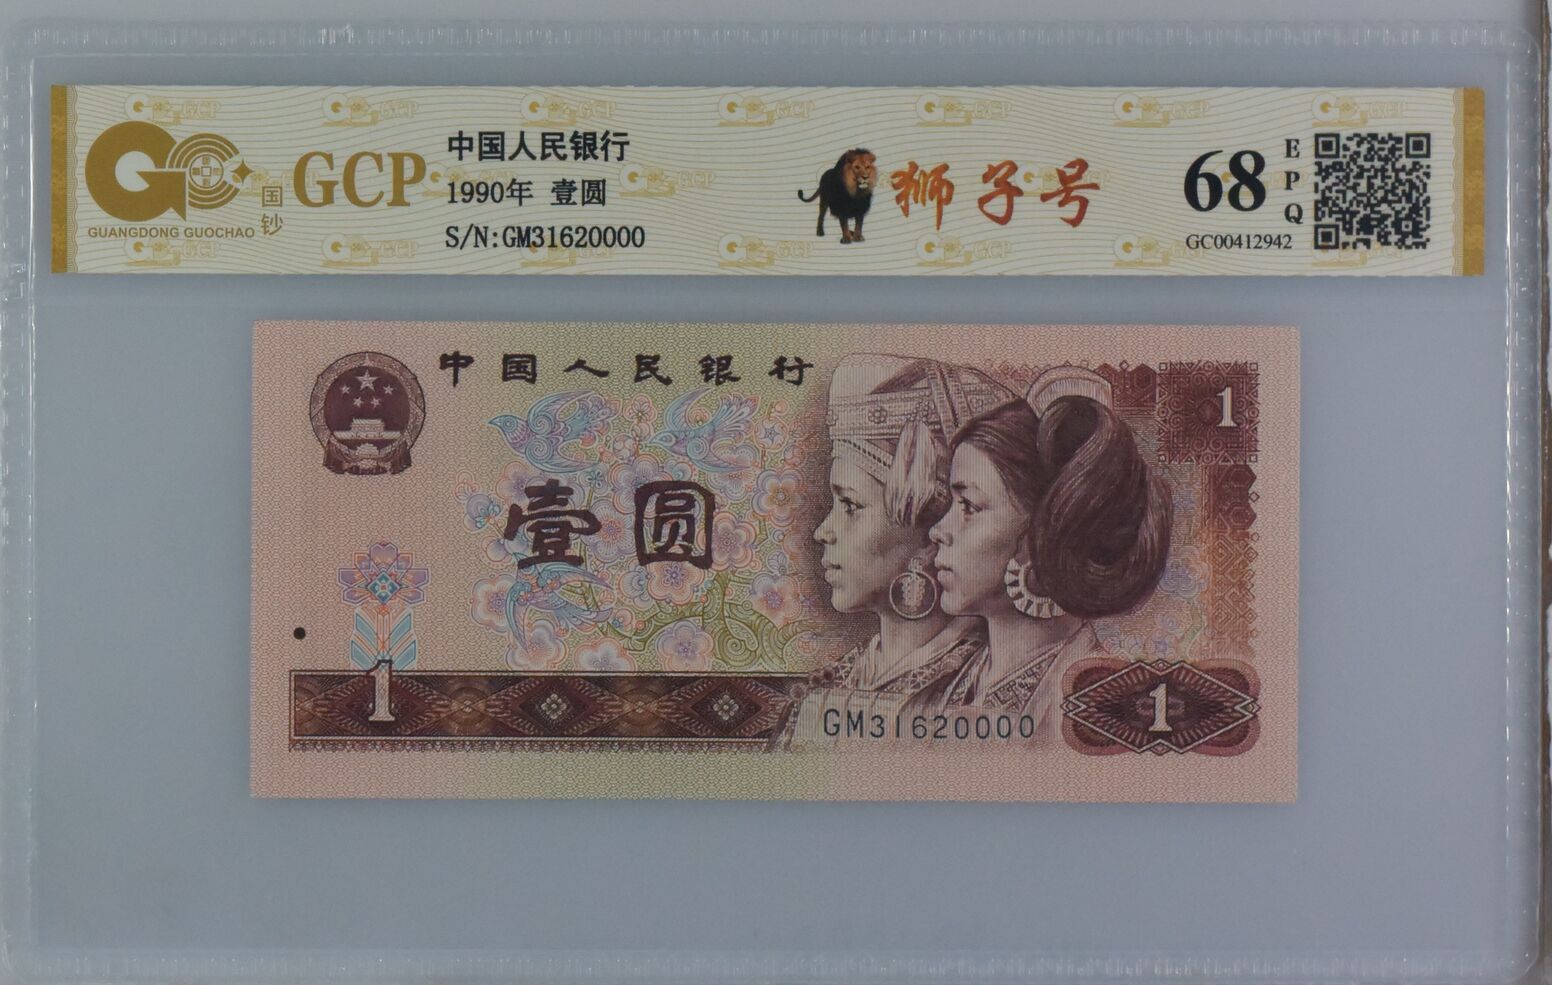 GCP
国钞
GUANGDONG GUOCHAO
中国人民银行
1990年 壹圆
S/N:GM31620000
狮子号
68
EPQ
GC00412942
中国人民银行
1
壹圆
1
GM31620000
1